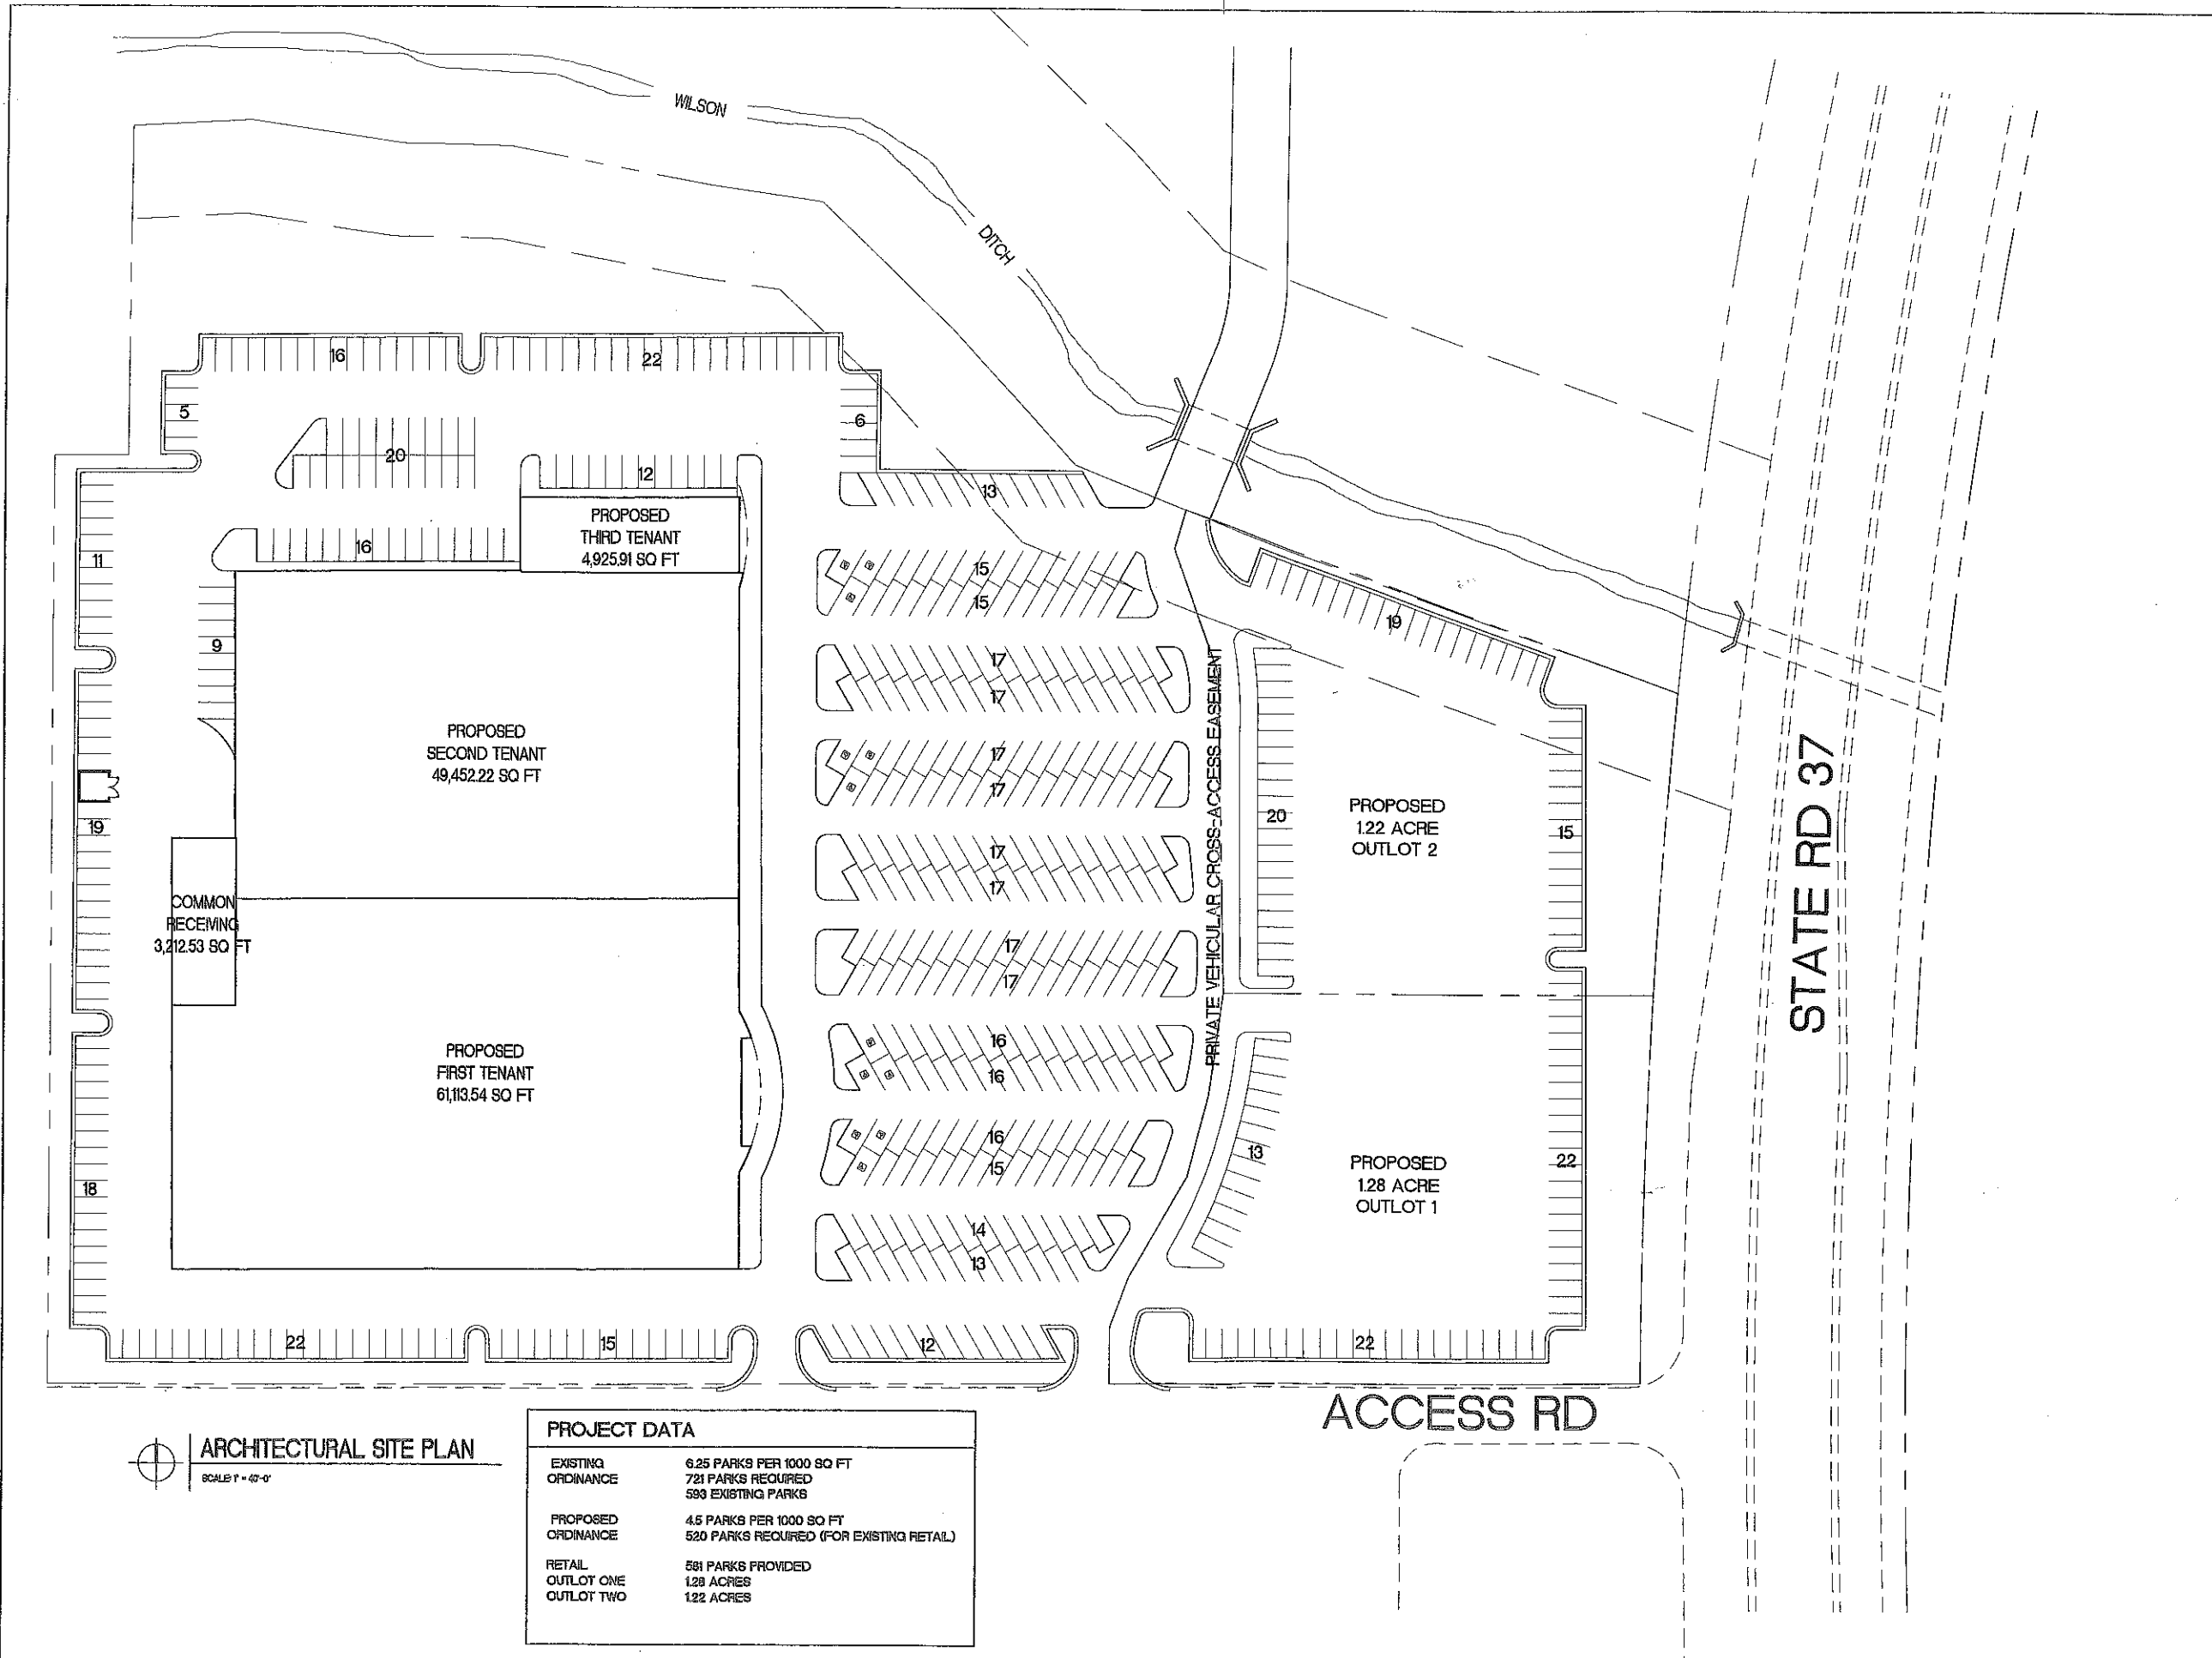 WILSON
DITCH
16
22
5
6
20
12
13
PROPOSED
THIRD TENANT
4,925.91 SQ FT
16
11
15
15
19
9
17
17
PROPOSED
SECOND TENANT
49,452.22 SQ FT
17
17
PRIVATE VEHICULAR CROSS-ACCESS EASEMENT
20
PROPOSED
1.22 ACRE
OUTLOT 2
15
STATE RD 37
19
17
17
COMMON
RECEIVING
3,212.53 SQ FT
17
17
PROPOSED
FIRST TENANT
61,113.54 SQ FT
16
16
16
15
13
PROPOSED
1.28 ACRE
OUTLOT 1
22
18
14
13
22
15
12
22
ACCESS RD
ARCHITECTURAL SITE PLAN
SCALE: 1" = 40'-0"
PROJECT DATA
EXISTING 6.25 PARKS PER 1000 SQ FT
ORDINANCE 721 PARKS REQUIRED
593 EXISTING PARKS
PROPOSED 4.5 PARKS PER 1000 SQ FT
ORDINANCE 520 PARKS REQUIRED (FOR EXISTING RETAIL)
RETAIL 581 PARKS PROVIDED
OUTLOT ONE 1.28 ACRES
OUTLOT TWO 1.22 ACRES